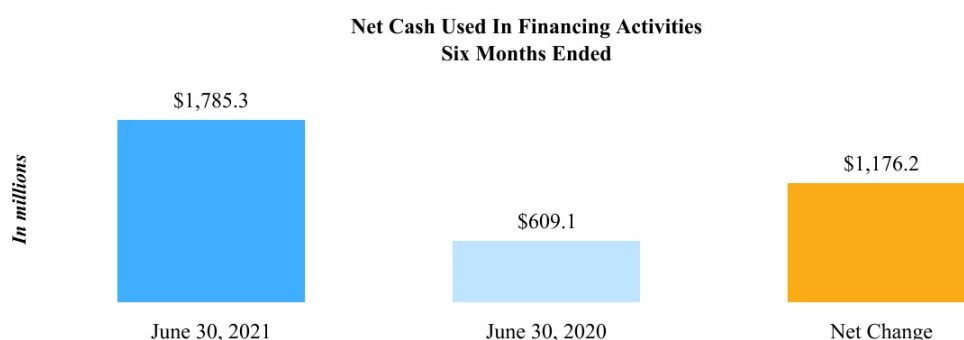 Net Cash Used In Financing Activities
Six Months Ended
$1,785.3
$1,176.2
$609.1
In millions
June 30, 2021
June 30, 2020
Net Change